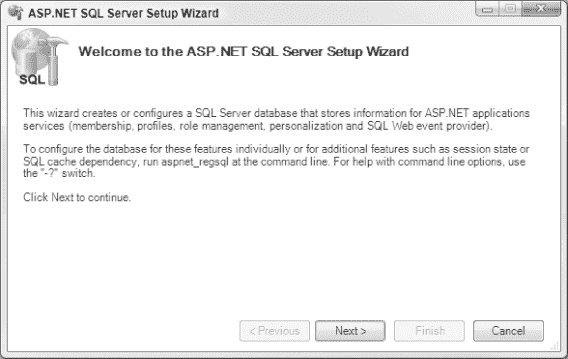 ASP.NET SQL Server Setup Wizard
Welcome to the ASP.NET SQL Server Setup Wizard
SQL
This wizard creates or configures a SQL Server database that stores information for ASP.NET applications
services (membership, profiles, role management, personalization and SQL Web event provider).
To configure the database for these features individually or for additional features such as session state or
SQL cache dependency, run aspnet_regsql at the command line. For help with command line options, use
the "-?" switch.
Click Next to continue.
< Previous Next > Finish Cancel